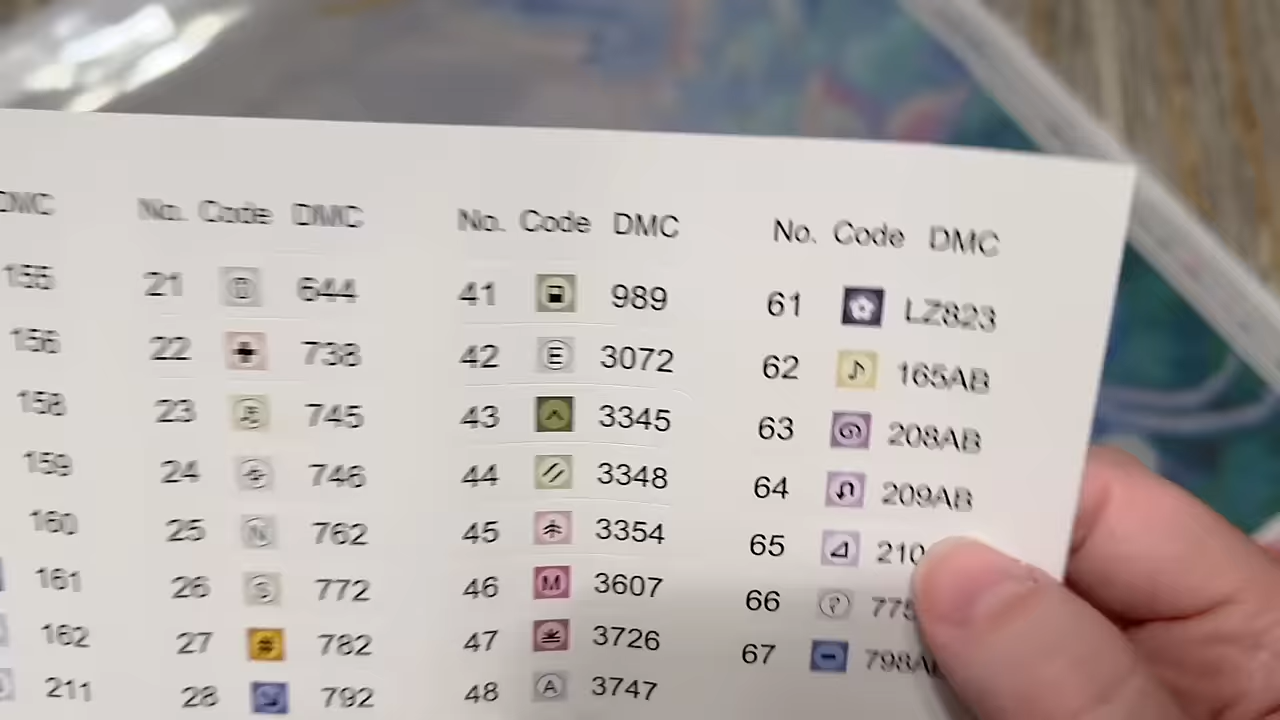 DMC No. Code DMC No. Code DMC No. Code DMC
155 21 644 41 989 61 LZ823
156 22 738 42 E 3072 62 165AB
158 23 745 43 3345 63 208AB
159 24 746 44 3348 64 209AB
160 25 N 762 45 3354 65 210
161 26 S 772 46 M 3607 66 775
162 27 782 47 3726 67 798A
211 28 792 48 A 3747